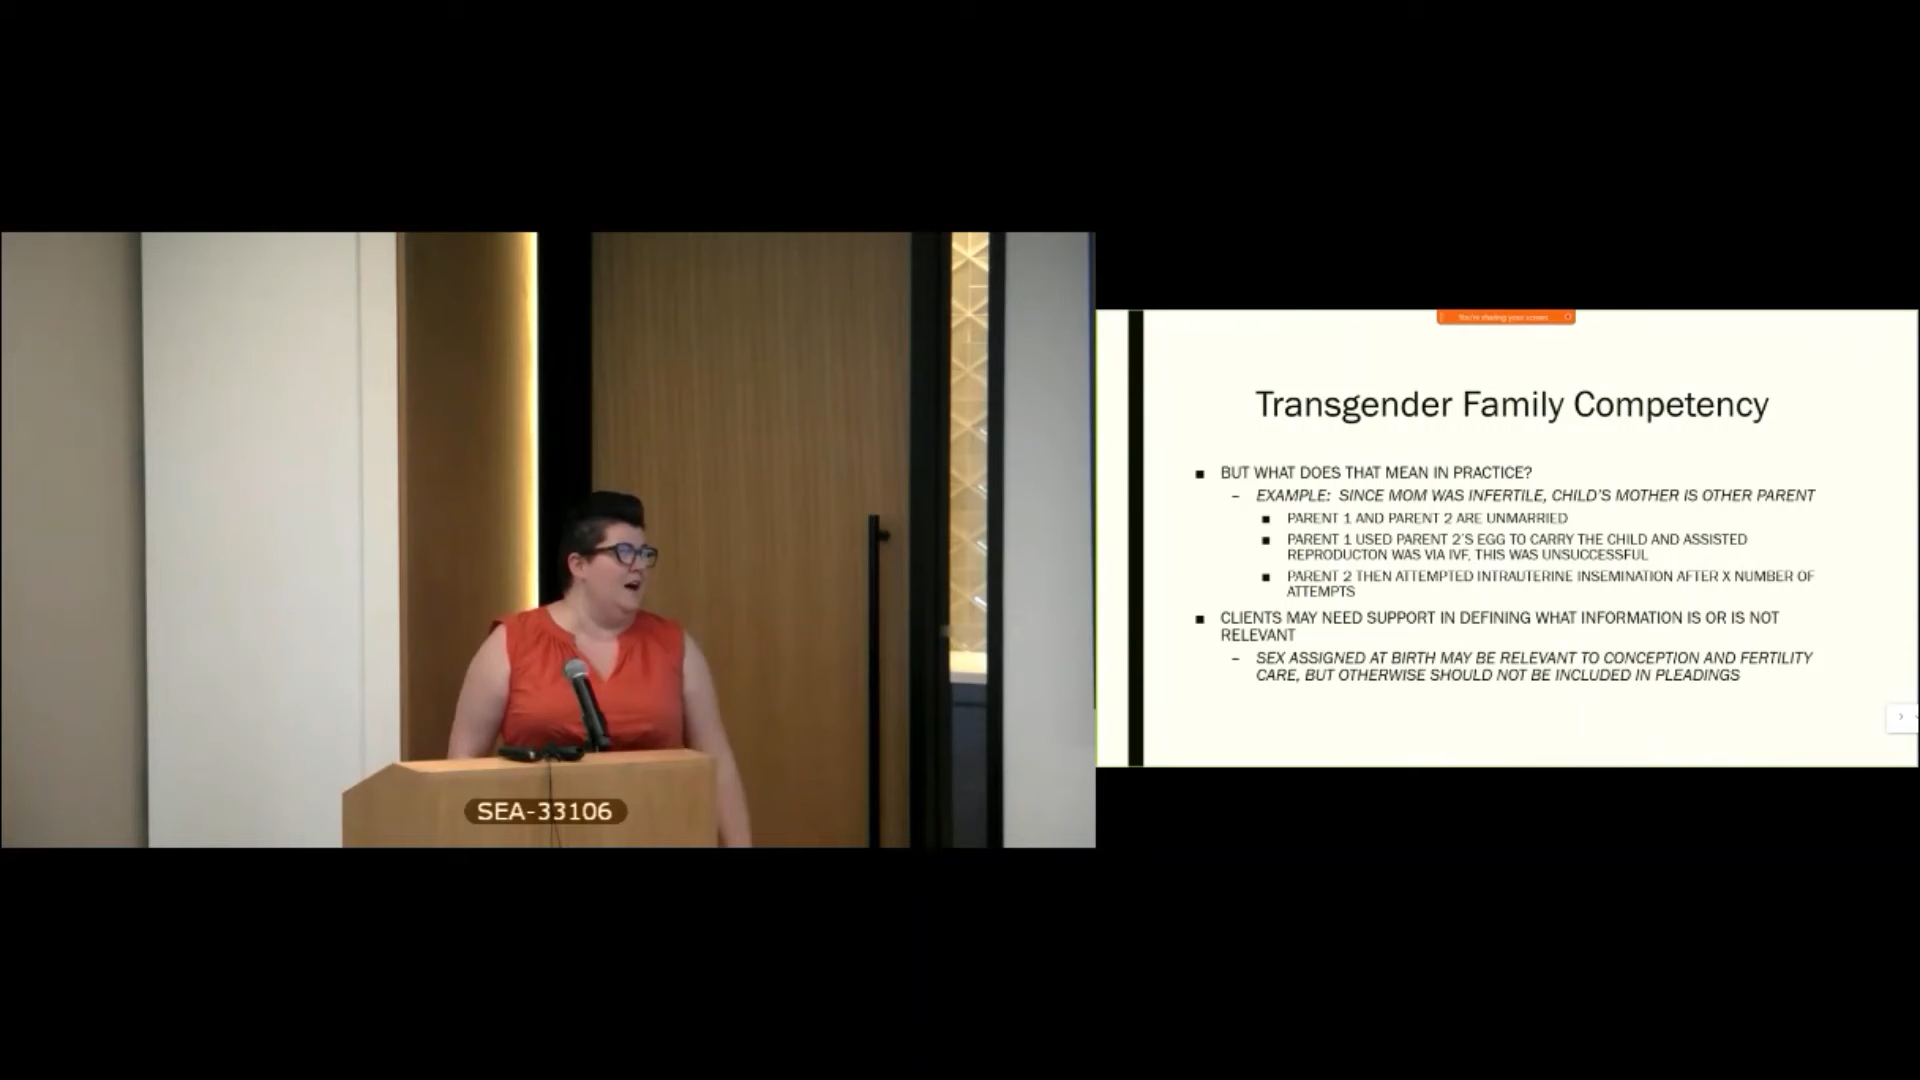 SEA-33106
You're sharing your screen
Transgender Family Competency
BUT WHAT DOES THAT MEAN IN PRACTICE?
– EXAMPLE: SINCE MOM WAS INFERTILE, CHILD'S MOTHER IS OTHER PARENT
PARENT 1 AND PARENT 2 ARE UNMARRIED
PARENT 1 USED PARENT 2'S EGG TO CARRY THE CHILD AND ASSISTED
REPRODUCTON WAS VIA IVF. THIS WAS UNSUCCESSFUL
PARENT 2 THEN ATTEMPTED INTRAUTERINE INSEMINATION AFTER X NUMBER OF
ATTEMPTS
CLIENTS MAY NEED SUPPORT IN DEFINING WHAT INFORMATION IS OR IS NOT
RELEVANT
– SEX ASSIGNED AT BIRTH MAY BE RELEVANT TO CONCEPTION AND FERTILITY
CARE, BUT OTHERWISE SHOULD NOT BE INCLUDED IN PLEADINGS